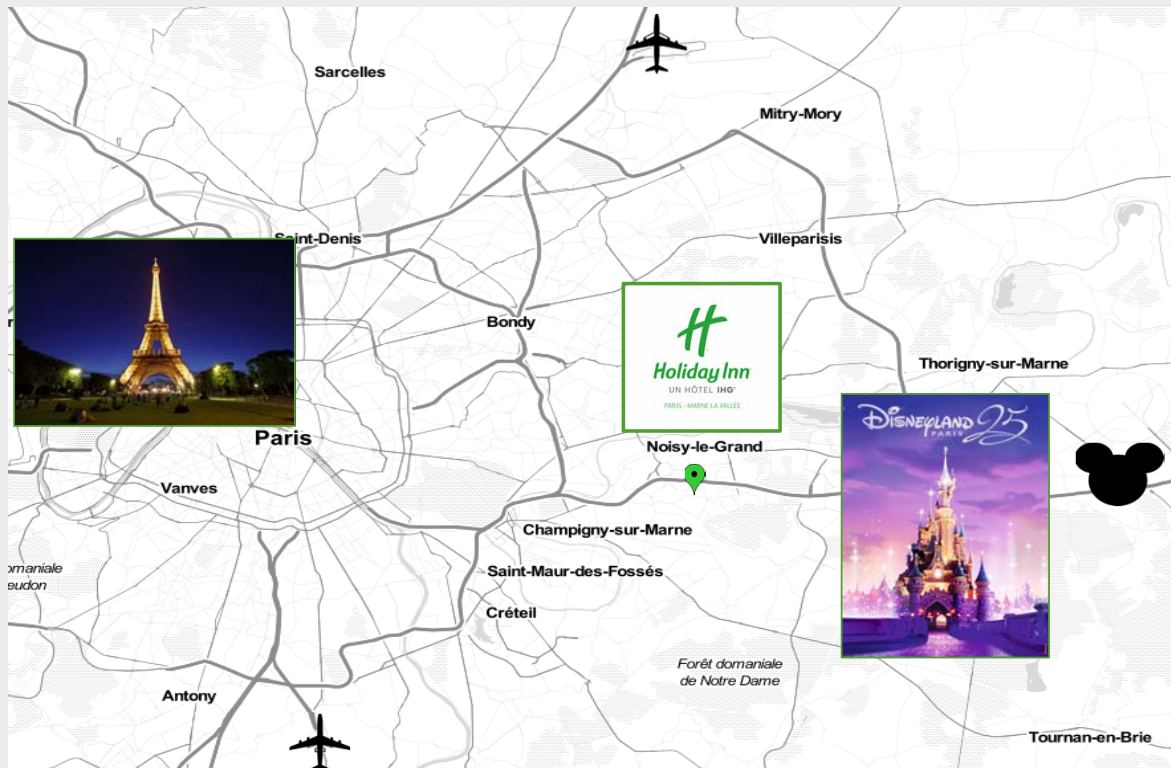 Sarcelles
Mitry-Mory
Saint-Denis
Villeparisis
Bondy
Holiday Inn
UN HÔTEL IHG
PARIS - MARNE LA VALLÉE
Thorigny-sur-Marne
Disneyland 25
PARIS
Paris
Noisy-le-Grand
Vanves
Champigny-sur-Marne
omaniale
eudon
Saint-Maur-des-Fossés
Créteil
Forêt domaniale
de Notre Dame
Antony
Tournan-en-Brie